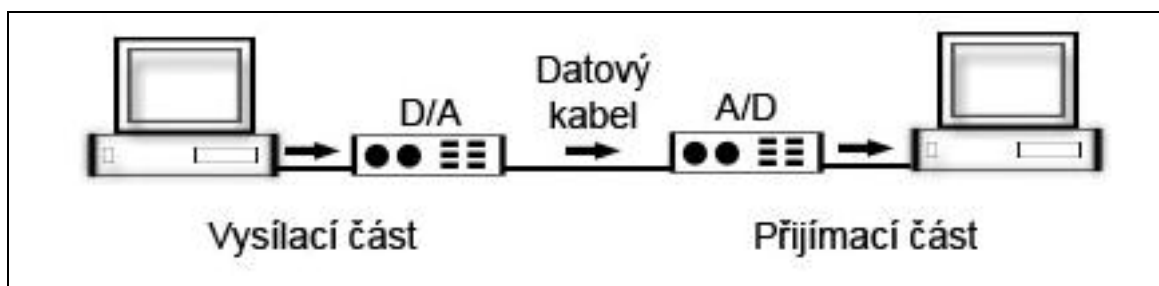 Datový
kabel
D/A
A/D
Vysílací část
Přijímací část